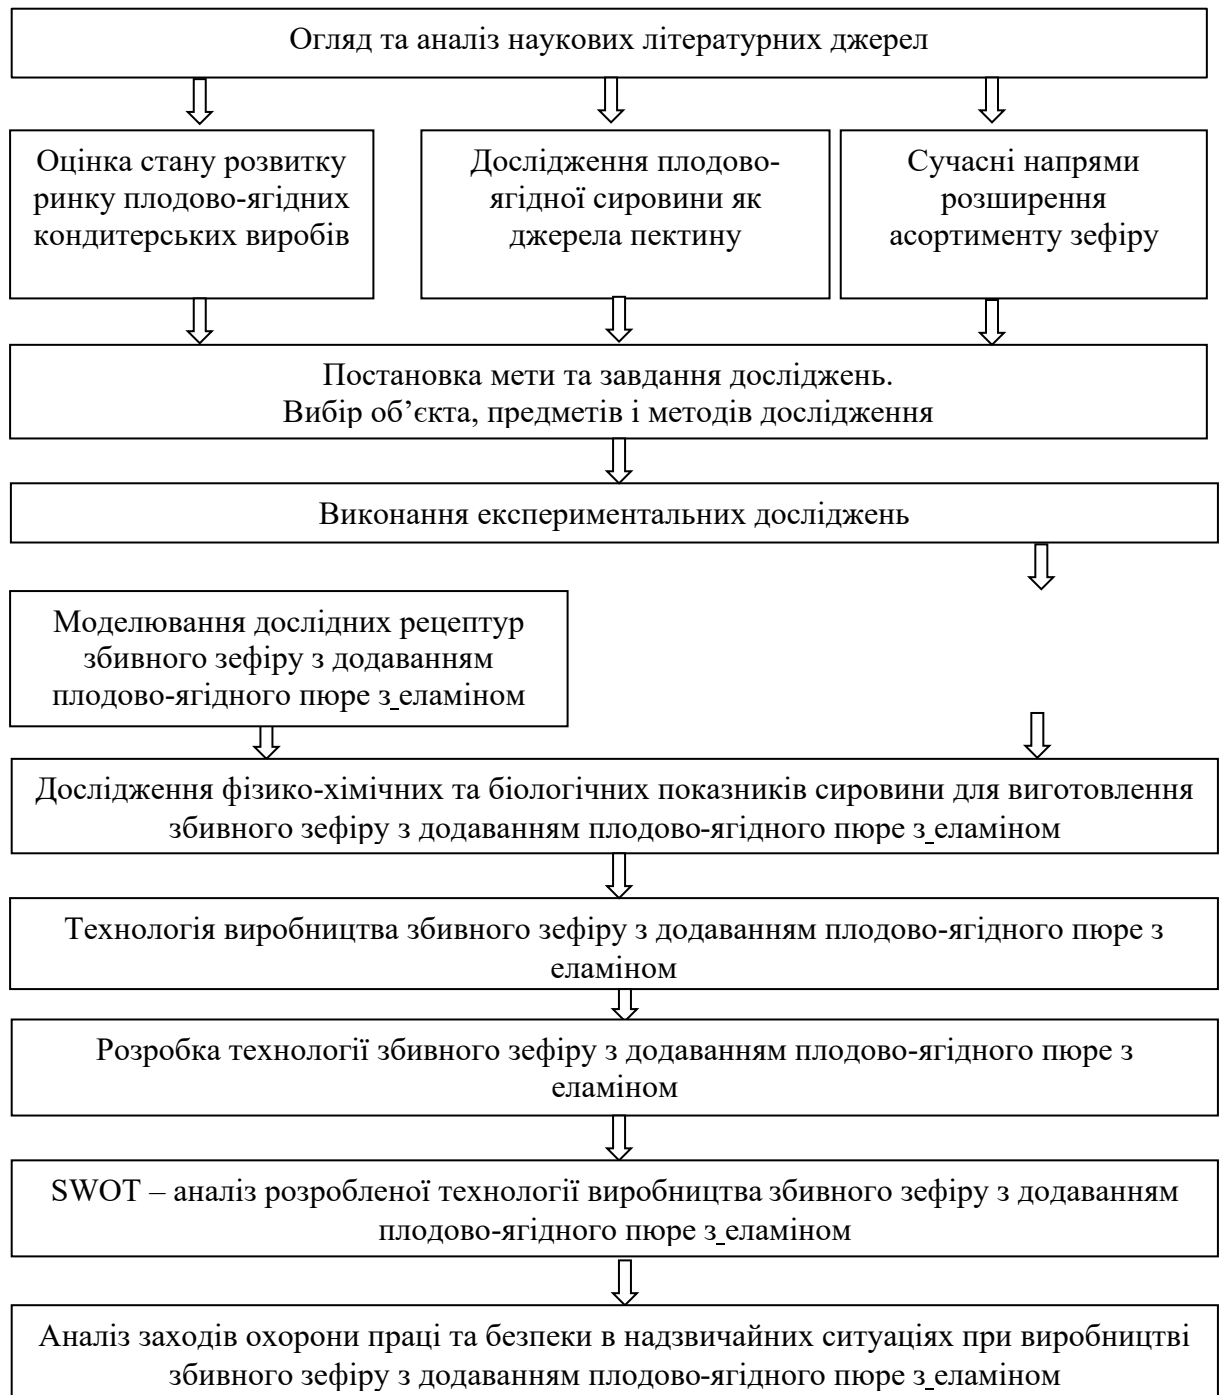 Огляд та аналіз наукових літературних джерел
Оцінка стану розвитку
ринку плодово-ягідних
кондитерських виробів
Дослідження плодово-
ягідної сировини як
джерела пектину
Сучасні напрями
розширення
асортименту зефіру
Постановка мети та завдання досліджень.
Вибір об’єкта, предметів і методів дослідження
Виконання експериментальних досліджень
Моделювання дослідних рецептур
збивного зефіру з додаванням
плодово-ягідного пюре з еламіном
Дослідження фізико-хімічних та біологічних показників сировини для виготовлення
збивного зефіру з додаванням плодово-ягідного пюре з еламіном
Технологія виробництва збивного зефіру з додаванням плодово-ягідного пюре з
еламіном
Розробка технології збивного зефіру з додаванням плодово-ягідного пюре з
еламіном
SWOT – аналіз розробленої технології виробництва збивного зефіру з додаванням
плодово-ягідного пюре з еламіном
Аналіз заходів охорони праці та безпеки в надзвичайних ситуаціях при виробництві
збивного зефіру з додаванням плодово-ягідного пюре з еламіном